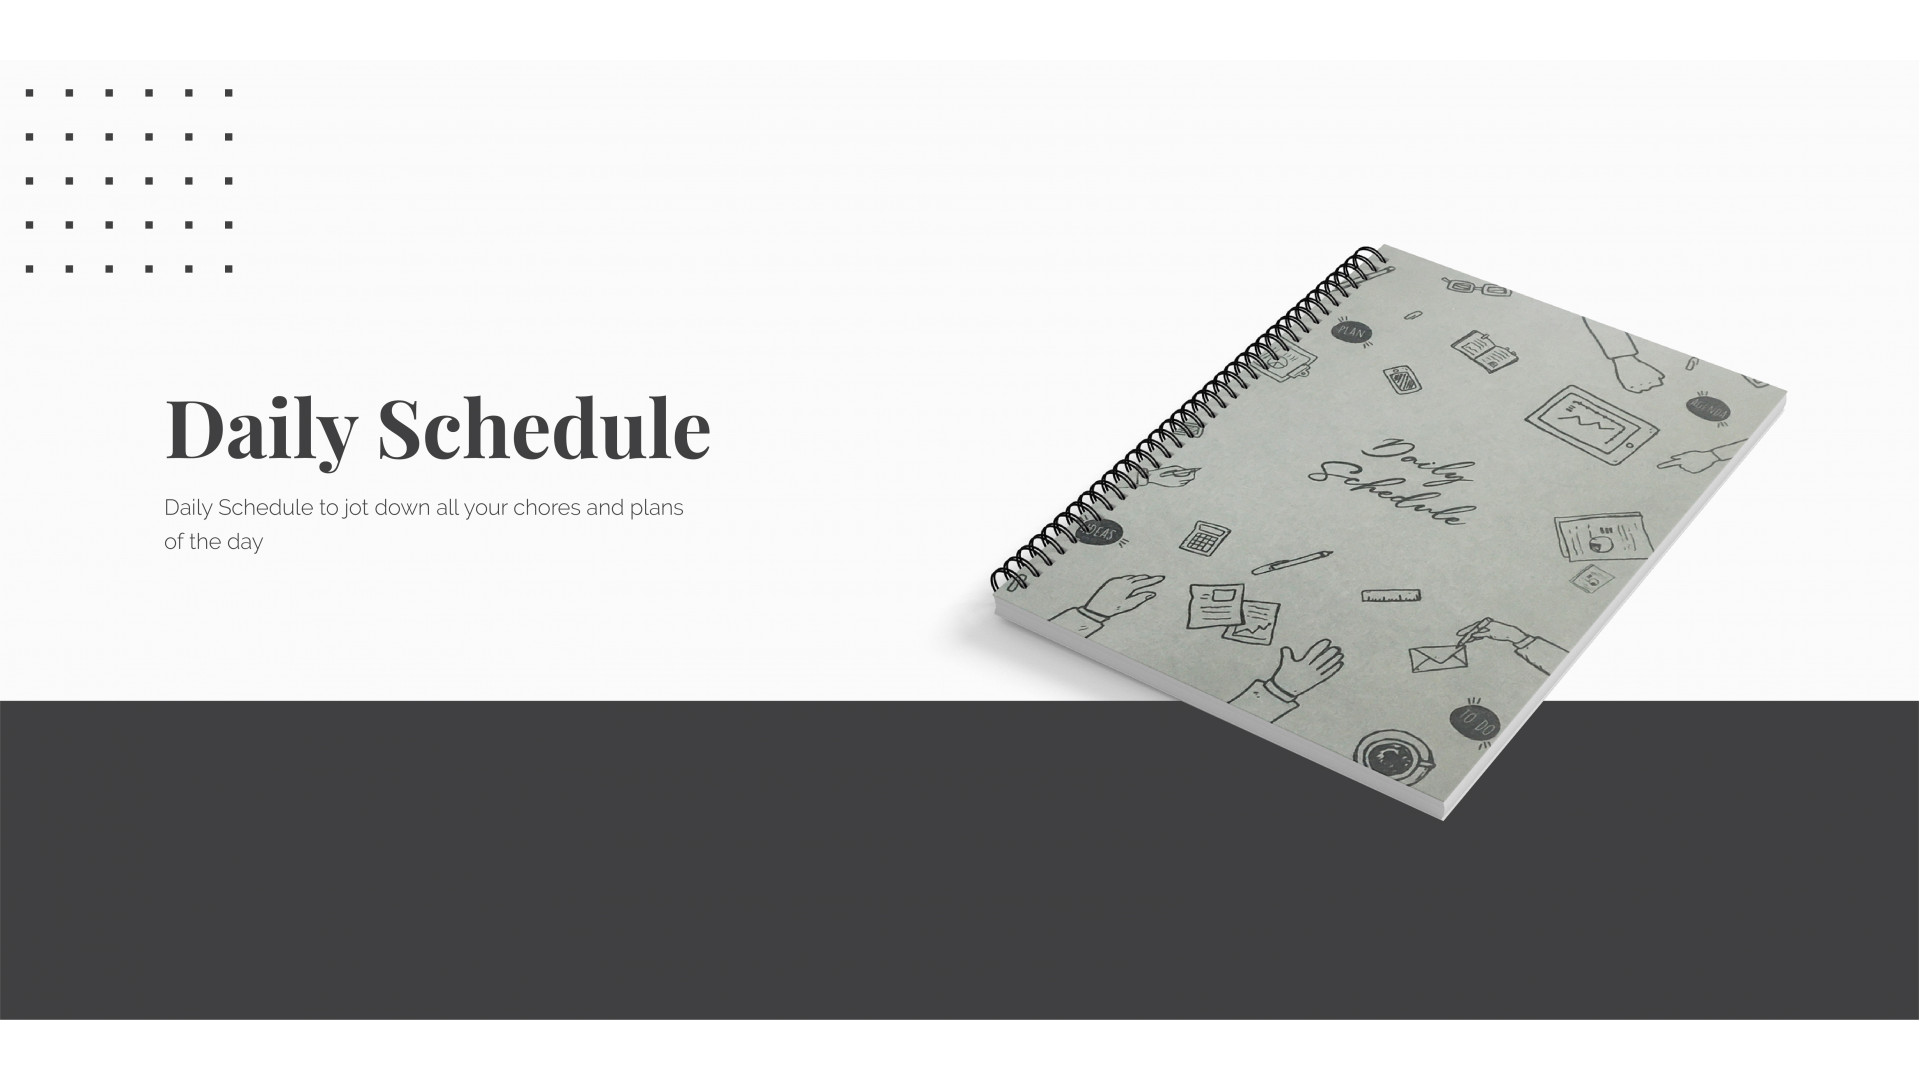 Daily Schedule
Daily Schedule to jot down all your chores and plans
of the day
PLAN
AGENDA
Daily
Schedule
IDEAS
TO DO